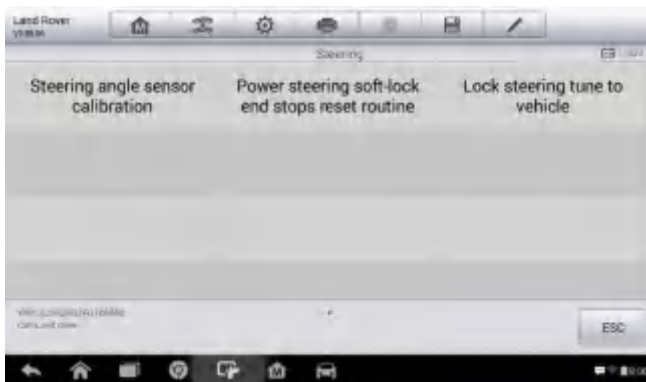 Land Rover
Steering
Steering angle sensor
calibration
Power steering soft-lock
end stops reset routine
Lock steering tune to
vehicle
ESC